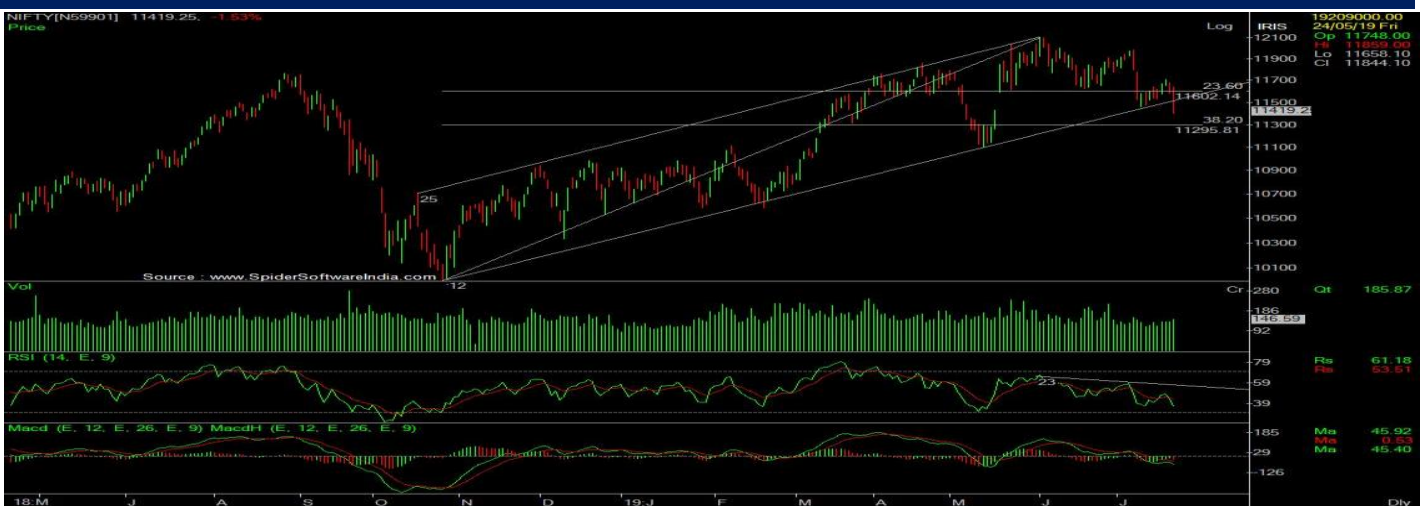 NIFTY[N59901] 11419.25, -1.53%
Price
Log
IRIS
19209000.00
24/05/19 Fri
Op 11748.00
Hi 11859.00
Lo 11658.10
Cl 11844.10
12100
11900
11700
11500
11419.2
11300
11100
10900
10700
10500
10300
10100
23.60
11602.14
38.20
11295.81
25
12
Source : www.SpiderSoftwareIndia.com
Vol
Cr
280
186
146.59
92
Qt 185.87
RSI (14, E, 9)
23
79
59
39
Rs 61.18
Rs 53.51
Macd (E, 12, E, 26, E, 9) MacdH (E, 12, E, 26, E, 9)
185
29
-126
Ma 45.92
Ma 0.53
Ma 45.40
18:M J A S O N D 19:J F M A M J J Dly